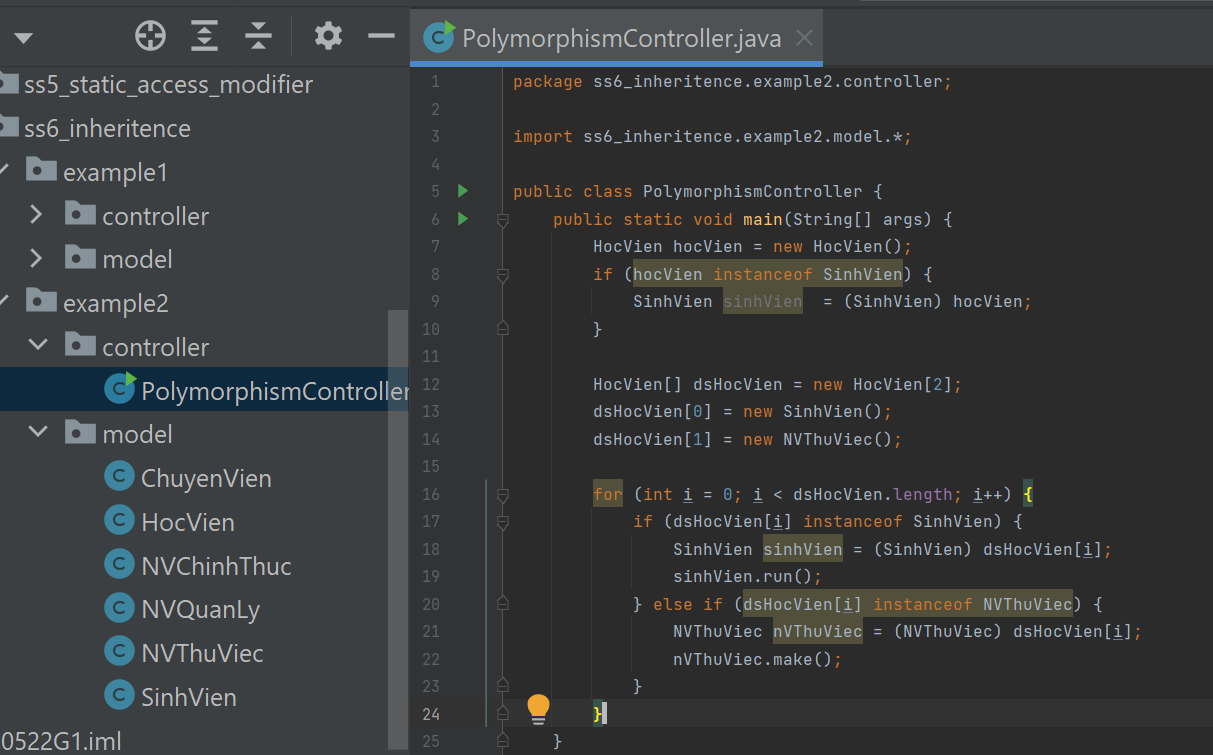 ss5_static_access_modifier
ss6_inheritence
example1
controller
model
example2
controller
PolymorphismController
model
ChuyenVien
HocVien
NVChinhThuc
NVQuanLy
NVThuViec
SinhVien
0522G1.iml
PolymorphismController.java
1 package ss6_inheritence.example2.controller;
2
3 import ss6_inheritence.example2.model.*;
4
5 public class PolymorphismController {
6 public static void main(String[] args) {
7 HocVien hocVien = new HocVien();
8 if (hocVien instanceof SinhVien) {
9 SinhVien sinhVien = (SinhVien) hocVien;
10 }
11
12 HocVien[] dsHocVien = new HocVien[2];
13 dsHocVien[0] = new SinhVien();
14 dsHocVien[1] = new NVThuViec();
15
16 for (int i = 0; i < dsHocVien.length; i++) {
17 if (dsHocVien[i] instanceof SinhVien) {
18 SinhVien sinhVien = (SinhVien) dsHocVien[i];
19 sinhVien.run();
20 } else if (dsHocVien[i] instanceof NVThuViec) {
21 NVThuViec nVThuViec = (NVThuViec) dsHocVien[i];
22 nVThuViec.make();
23 }
24 }
25 }